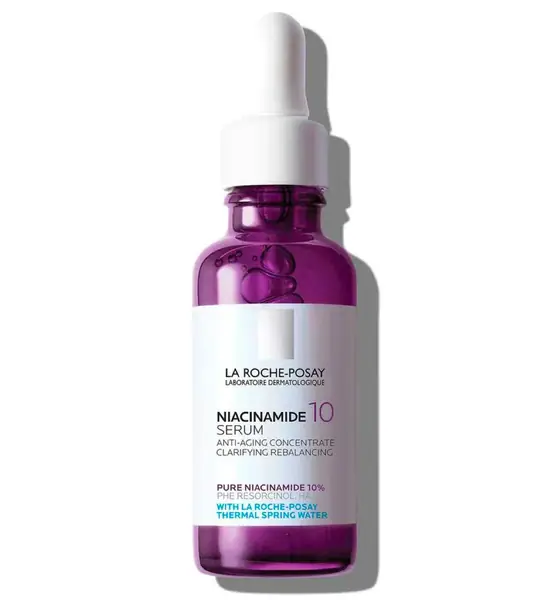 LA ROCHE-POSAY
LABORATOIRE DERMATOLOGIQUE
NIACINAMIDE 10
SERUM
ANTI-AGING CONCENTRATE
CLARIFYING REBALANCING
PURE NIACINAMIDE 10%
PHE RESORCINOL, HA
WITH LA ROCHE-POSAY
THERMAL SPRING WATER